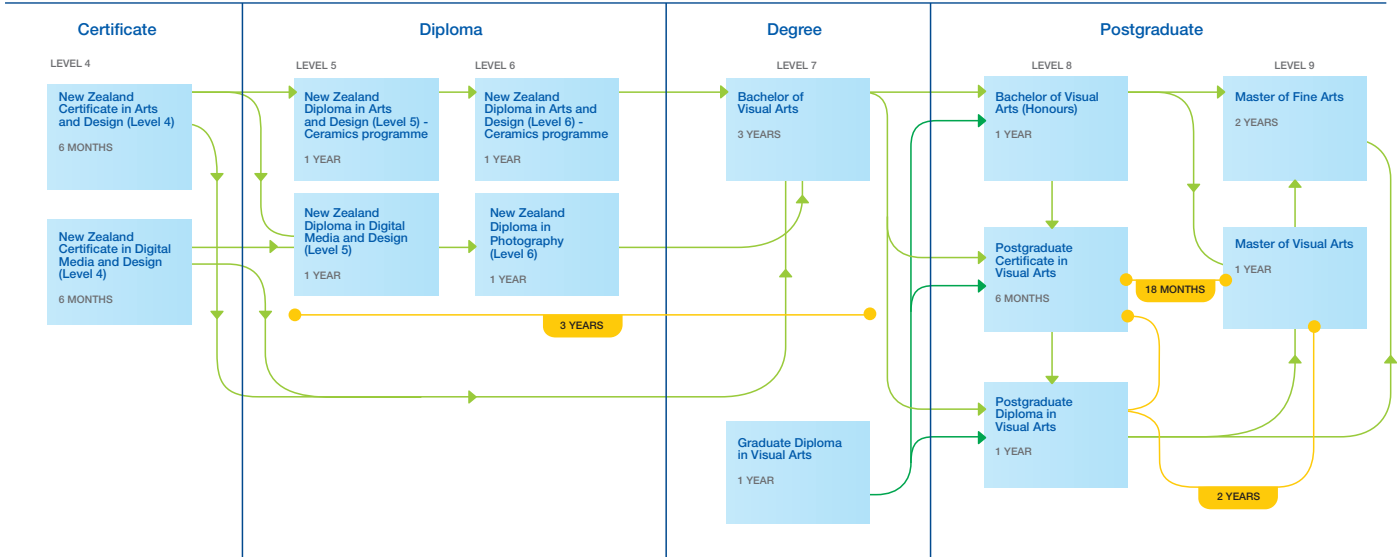 Certificate
Diploma
Degree
Postgraduate
LEVEL 4
LEVEL 5
LEVEL 6
LEVEL 7
LEVEL 8
LEVEL 9
New Zealand
Certificate in Arts
and Design (Level 4)
6 MONTHS
New Zealand
Certificate in Digital
Media and Design
(Level 4)
6 MONTHS
New Zealand
Diploma in Arts
and Design (Level 5) -
Ceramics programme
1 YEAR
New Zealand
Diploma in Arts and
Design (Level 6) -
Ceramics programme
1 YEAR
New Zealand
Diploma in Digital
Media and Design
(Level 5)
1 YEAR
New Zealand
Diploma in
Photography
(Level 6)
1 YEAR
3 YEARS
Bachelor of
Visual Arts
3 YEARS
Graduate Diploma
in Visual Arts
1 YEAR
Bachelor of Visual
Arts (Honours)
1 YEAR
Postgraduate
Certificate in
Visual Arts
6 MONTHS
Postgraduate
Diploma in
Visual Arts
1 YEAR
Master of Fine Arts
2 YEARS
Master of Visual Arts
1 YEAR
18 MONTHS
2 YEARS